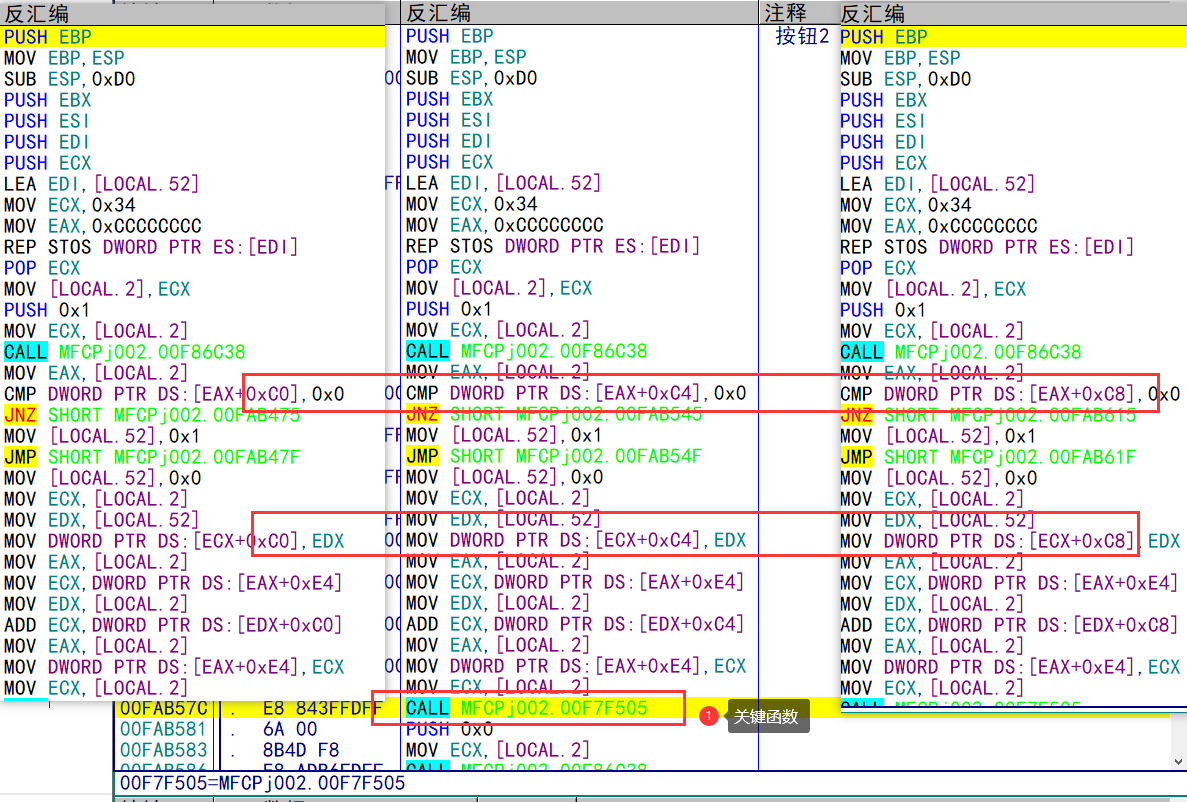 反汇编
PUSH EBP
MOV EBP,ESP
SUB ESP,0xD0
PUSH EBX
PUSH ESI
PUSH EDI
PUSH ECX
LEA EDI,[LOCAL.52]
MOV ECX,0x34
MOV EAX,0xCCCCCCCC
REP STOS DWORD PTR ES:[EDI]
POP ECX
MOV [LOCAL.2],ECX
PUSH 0x1
MOV ECX,[LOCAL.2]
CALL MFCPj002.00F86C38
MOV EAX,[LOCAL.2]
CMP DWORD PTR DS:[EAX+0xC0],0x0
JNZ SHORT MFCPj002.00FAB475
MOV [LOCAL.52],0x1
JMP SHORT MFCPj002.00FAB47F
MOV [LOCAL.52],0x0
MOV ECX,[LOCAL.2]
MOV EDX,[LOCAL.52]
MOV DWORD PTR DS:[ECX+0xC0],EDX
MOV EAX,[LOCAL.2]
MOV ECX,DWORD PTR DS:[EAX+0xE4]
MOV EDX,[LOCAL.2]
ADD ECX,DWORD PTR DS:[EDX+0xC0]
MOV EAX,[LOCAL.2]
MOV DWORD PTR DS:[EAX+0xE4],ECX
MOV ECX,[LOCAL.2]
反汇编
注释
PUSH EBP
按钮2
MOV EBP,ESP
SUB ESP,0xD0
PUSH EBX
PUSH ESI
PUSH EDI
PUSH ECX
LEA EDI,[LOCAL.52]
MOV ECX,0x34
MOV EAX,0xCCCCCCCC
REP STOS DWORD PTR ES:[EDI]
POP ECX
MOV [LOCAL.2],ECX
PUSH 0x1
MOV ECX,[LOCAL.2]
CALL MFCPj002.00F86C38
MOV EAX,[LOCAL.2]
CMP DWORD PTR DS:[EAX+0xC4],0x0
JNZ SHORT MFCPj002.00FAB545
MOV [LOCAL.52],0x1
JMP SHORT MFCPj002.00FAB54F
MOV [LOCAL.52],0x0
MOV ECX,[LOCAL.2]
MOV EDX,[LOCAL.52]
MOV DWORD PTR DS:[ECX+0xC4],EDX
MOV EAX,[LOCAL.2]
MOV ECX,DWORD PTR DS:[EAX+0xE4]
MOV EDX,[LOCAL.2]
ADD ECX,DWORD PTR DS:[EDX+0xC4]
MOV EAX,[LOCAL.2]
MOV DWORD PTR DS:[EAX+0xE4],ECX
MOV ECX,[LOCAL.2]
00FAB57C . E8 843FFDFF CALL MFCPj002.00F7F505
1 关键函数
00FAB581 . 6A 00 PUSH 0x0
00FAB583 . 8B4D F8 MOV ECX,[LOCAL.2]
00FAB586 . E8 ADB6FDFF CALL MFCPj002.00F86C38
00F7F505=MFCPj002.00F7F505
反汇编
PUSH EBP
MOV EBP,ESP
SUB ESP,0xD0
PUSH EBX
PUSH ESI
PUSH EDI
PUSH ECX
LEA EDI,[LOCAL.52]
MOV ECX,0x34
MOV EAX,0xCCCCCCCC
REP STOS DWORD PTR ES:[EDI]
POP ECX
MOV [LOCAL.2],ECX
PUSH 0x1
MOV ECX,[LOCAL.2]
CALL MFCPj002.00F86C38
MOV EAX,[LOCAL.2]
CMP DWORD PTR DS:[EAX+0xC8],0x0
JNZ SHORT MFCPj002.00FAB615
MOV [LOCAL.52],0x1
JMP SHORT MFCPj002.00FAB61F
MOV [LOCAL.52],0x0
MOV ECX,[LOCAL.2]
MOV EDX,[LOCAL.52]
MOV DWORD PTR DS:[ECX+0xC8],EDX
MOV EAX,[LOCAL.2]
MOV ECX,DWORD PTR DS:[EAX+0xE4]
MOV EDX,[LOCAL.2]
ADD ECX,DWORD PTR DS:[EDX+0xC8]
MOV EAX,[LOCAL.2]
MOV DWORD PTR DS:[EAX+0xE4],ECX
MOV ECX,[LOCAL.2]
CALL MFCPj002.00F7F505